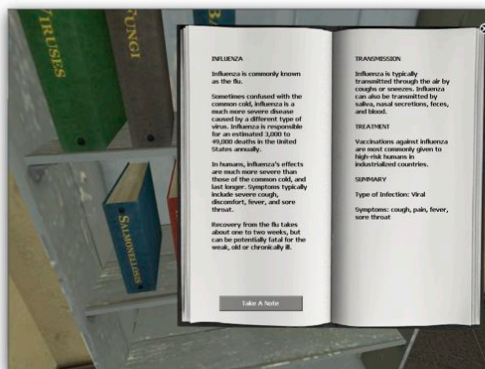 VIRUSES
FUNGI
SALMONELLOSIS
INFLUENZA
Influenza is commonly known
as the flu.
Sometimes confused with the
common cold, influenza is a
much more severe disease
caused by a different type of
virus. Influenza is responsible
for an estimated 3,000 to
49,000 deaths in the United
States annually.
In humans, influenza's effects
are much more severe than
those of the common cold, and
last longer. Symptoms typically
include severe cough,
discomfort, fever, and sore
throat.
Recovery from the flu takes
about one to two weeks, but
can be potentially fatal for the
weak, old or chronically ill.
Take A Note
TRANSMISSION
Influenza is typically
transmitted through the air by
coughs or sneezes. Influenza
can also be transmitted by
saliva, nasal secretions, feces,
and blood.
TREATMENT
Vaccinations against influenza
are most commonly given to
high-risk humans in
industrialized countries.
SUMMARY
Type of Infection: Viral
Symptoms: cough, pain, fever,
sore throat